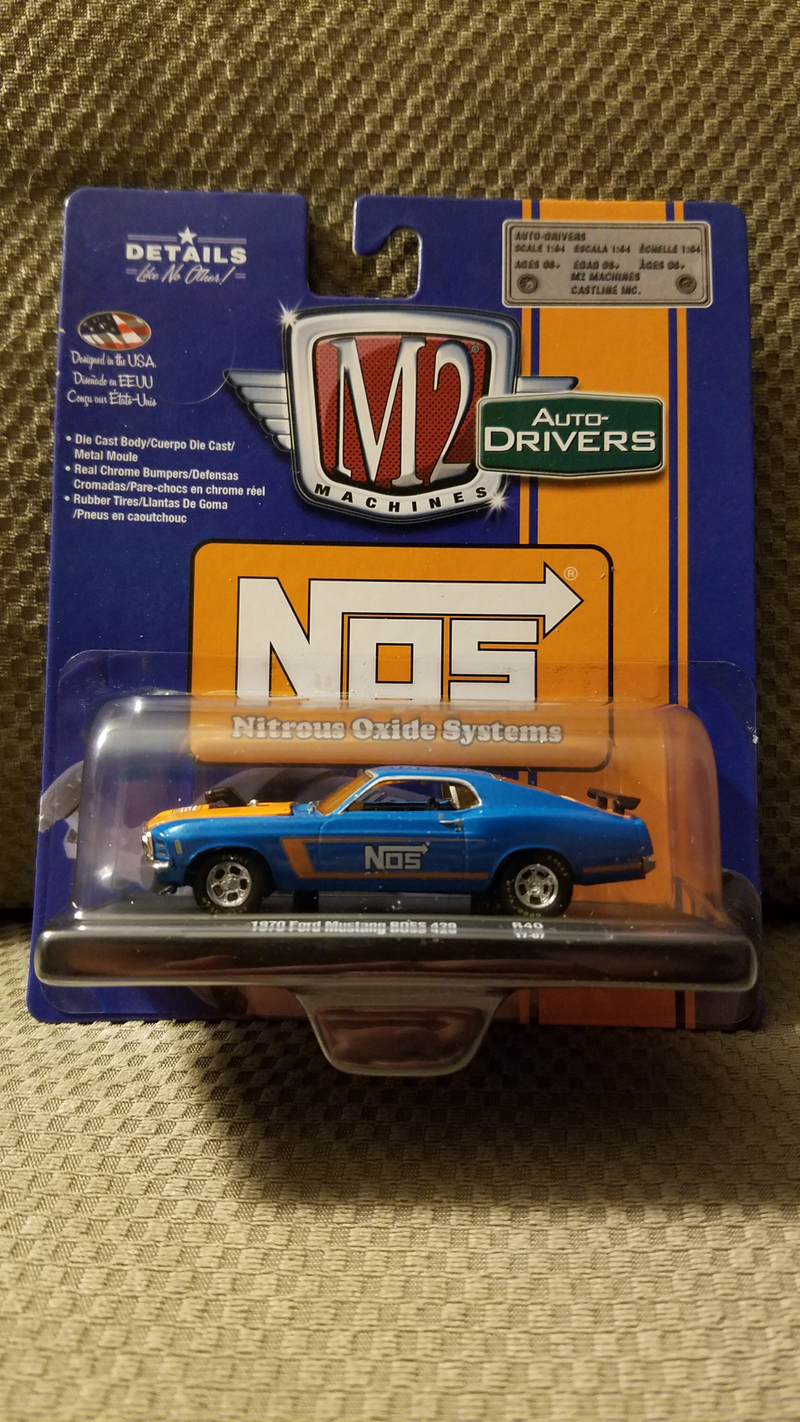 DETAILS
Like No Other!
Designed in the USA.
Diseñado en EEUU
Conçu aux États-Unis
• Die Cast Body/Cuerpo Die Cast/
Metal Moule
• Real Chrome Bumpers/Defensas
Cromadas/Pare-chocs en chrome réel
• Rubber Tires/Llantas De Goma
/Pneus en caoutchouc
AUTO-DRIVERS
SCALE 1:64 ESCALA 1:64 ÉCHELLE 1:64
AGES 08+ EDAD 08+ ÂGES 08+
M2 MACHINES
CASTLINE INC.
M2®
MACHINES
AUTO-
DRIVERS
NOS®
Nitrous Oxide Systems
NOS
1970 Ford Mustang BOSS 429 R40
17-07